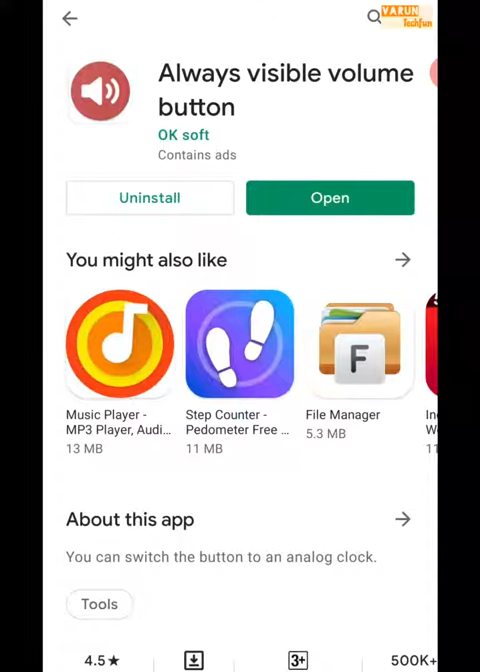 VARUN
Techfun
Always visible volume
button
OK soft
Contains ads
Uninstall
Open
You might also like
Music Player -
MP3 Player, Audi...
13 MB
Step Counter -
Pedometer Free ...
11 MB
F
File Manager
5.3 MB
In
W
11
About this app
You can switch the button to an analog clock.
Tools
4.5★
3+
500K+